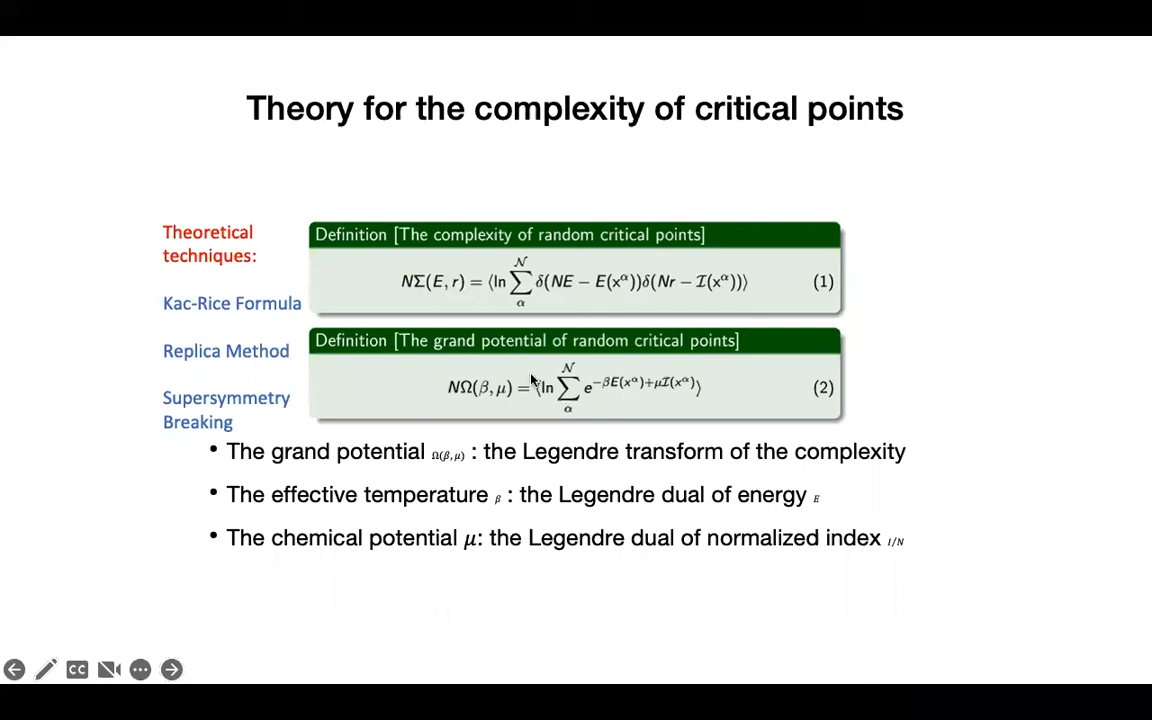 Theory for the complexity of critical points
Theoretical
techniques:
Kac-Rice Formula
Replica Method
Supersymmetry
Breaking
Definition [The complexity of random critical points]
NΣ(E, r) = ⟨ln ∑_α^𝒩 δ(NE − E(x^α))δ(Nr − ℐ(x^α))⟩ (1)
Definition [The grand potential of random critical points]
NΩ(β, μ) = ⟨ln ∑_α^𝒩 e^{−βE(x^α)+μℐ(x^α)}⟩ (2)
• The grand potential Ω(β,μ) : the Legendre transform of the complexity
• The effective temperature β : the Legendre dual of energy E
• The chemical potential μ: the Legendre dual of normalized index I/N
CC